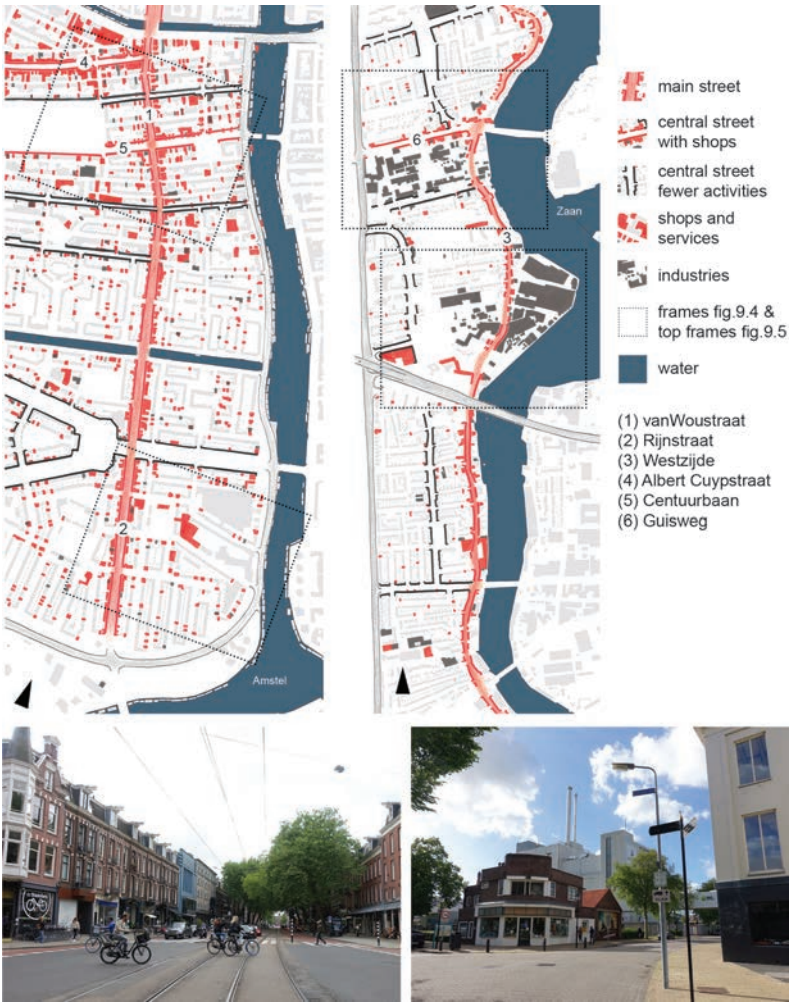 4
1
5
2
Amstel
6
Zaan
3
main street
central street
with shops
central street
fewer activities
shops and
services
industries
frames fig.9.4 &
top frames fig.9.5
water
(1) vanWoustraat
(2) Rijnstraat
(3) Westzijde
(4) Albert Cuypstraat
(5) Centuurbaan
(6) Guisweg